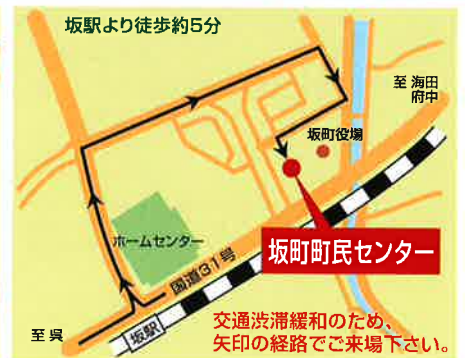 坂駅より徒歩約5分
至 海田
府中
坂町役場
ホームセンター
国道31号
坂町町民センター
坂駅
至 呉
交通渋滞緩和のため、
矢印の経路でご来場下さい。